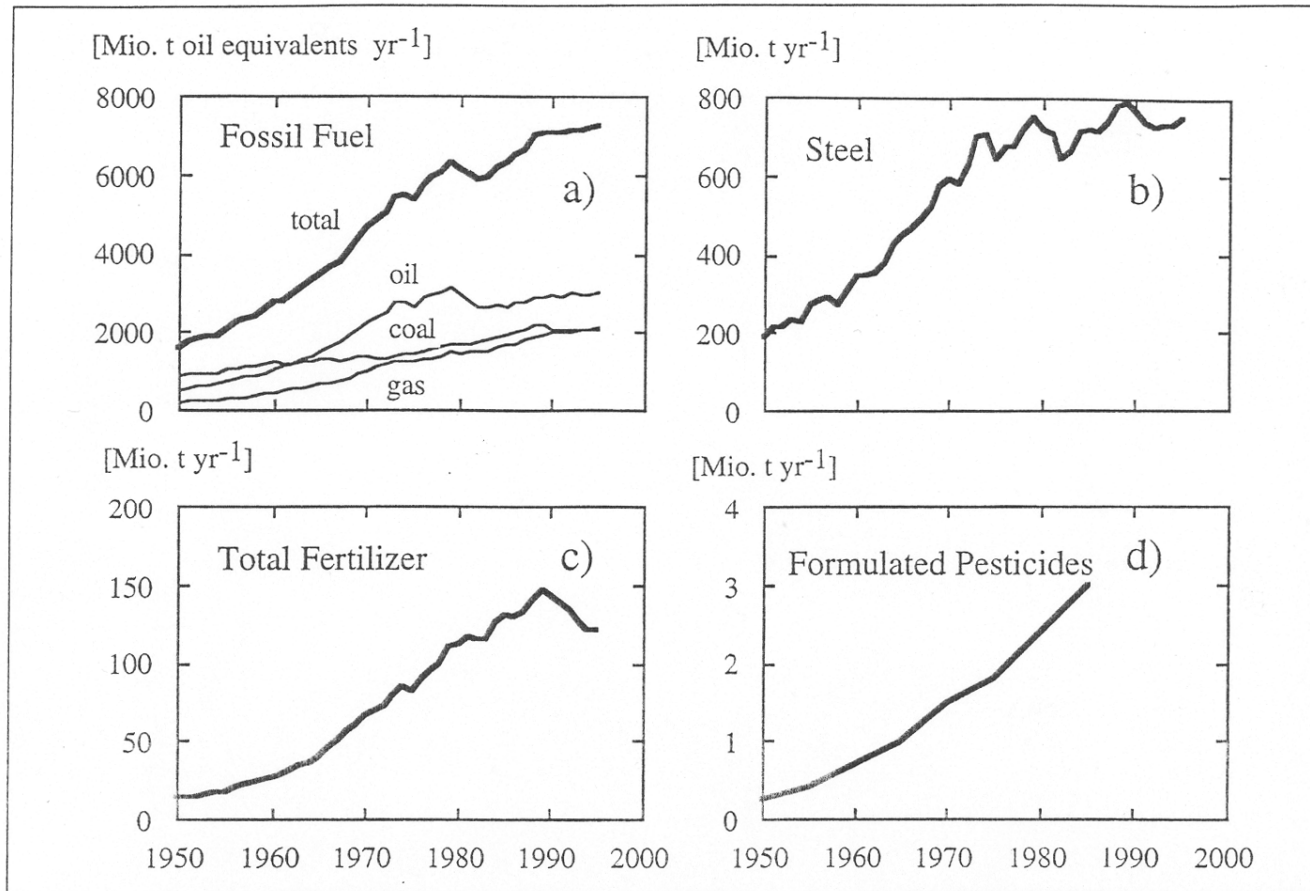 [Mio. t oil equivalents yr-1]
8000
6000
4000
2000
0
Fossil Fuel
a)
total
oil
coal
gas
[Mio. t yr-1]
800
600
400
200
0
Steel
b)
[Mio. t yr-1]
200
150
100
50
0
Total Fertilizer
c)
1950 1960 1970 1980 1990 2000
[Mio. t yr-1]
4
3
2
1
0
Formulated Pesticides
d)
1950 1960 1970 1980 1990 2000